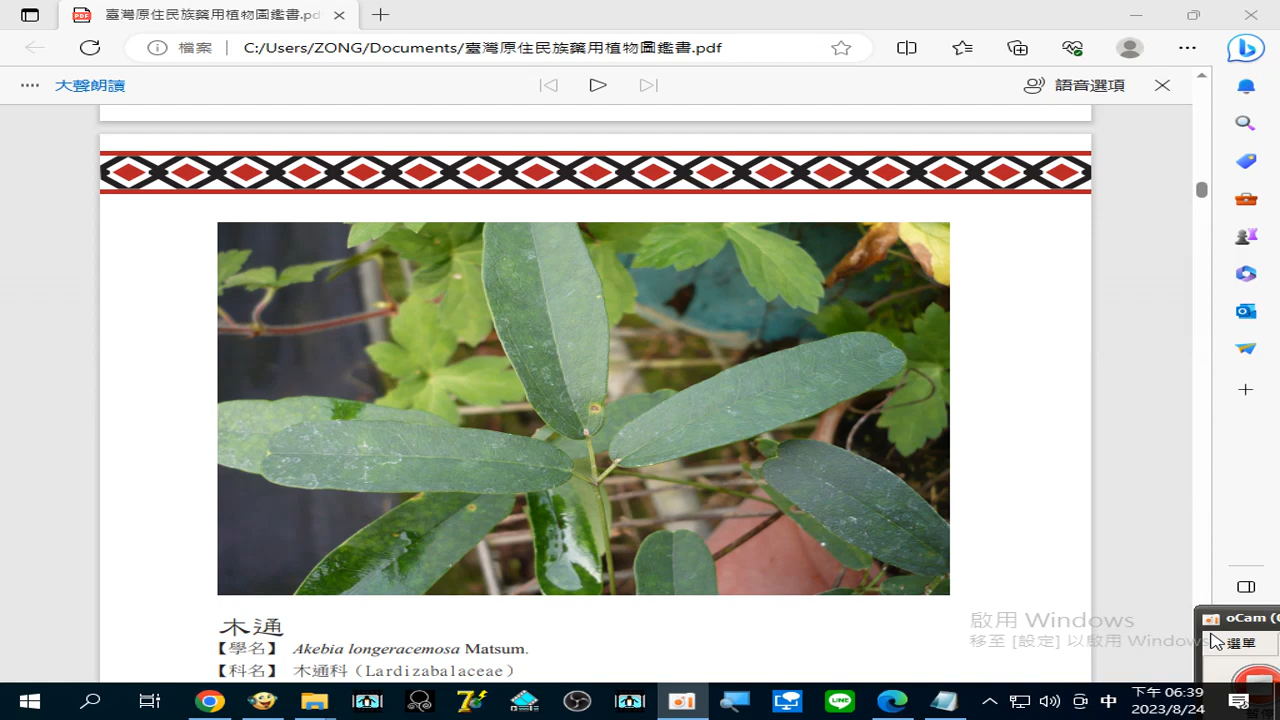 臺灣原住民族藥用植物圖鑑書.pd
檔案
C:/Users/ZONG/Documents/臺灣原住民族藥用植物圖鑑書.pdf
大聲朗讀
語音選項
木通
【學名】 Akebia longeracemosa Matsum.
【科名】 木通科（Lardizabalaceae）
啟用 Windows
移至 [設定] 以啟用 Windows
oCam (
選單
中
下午 06:39
2023/8/24